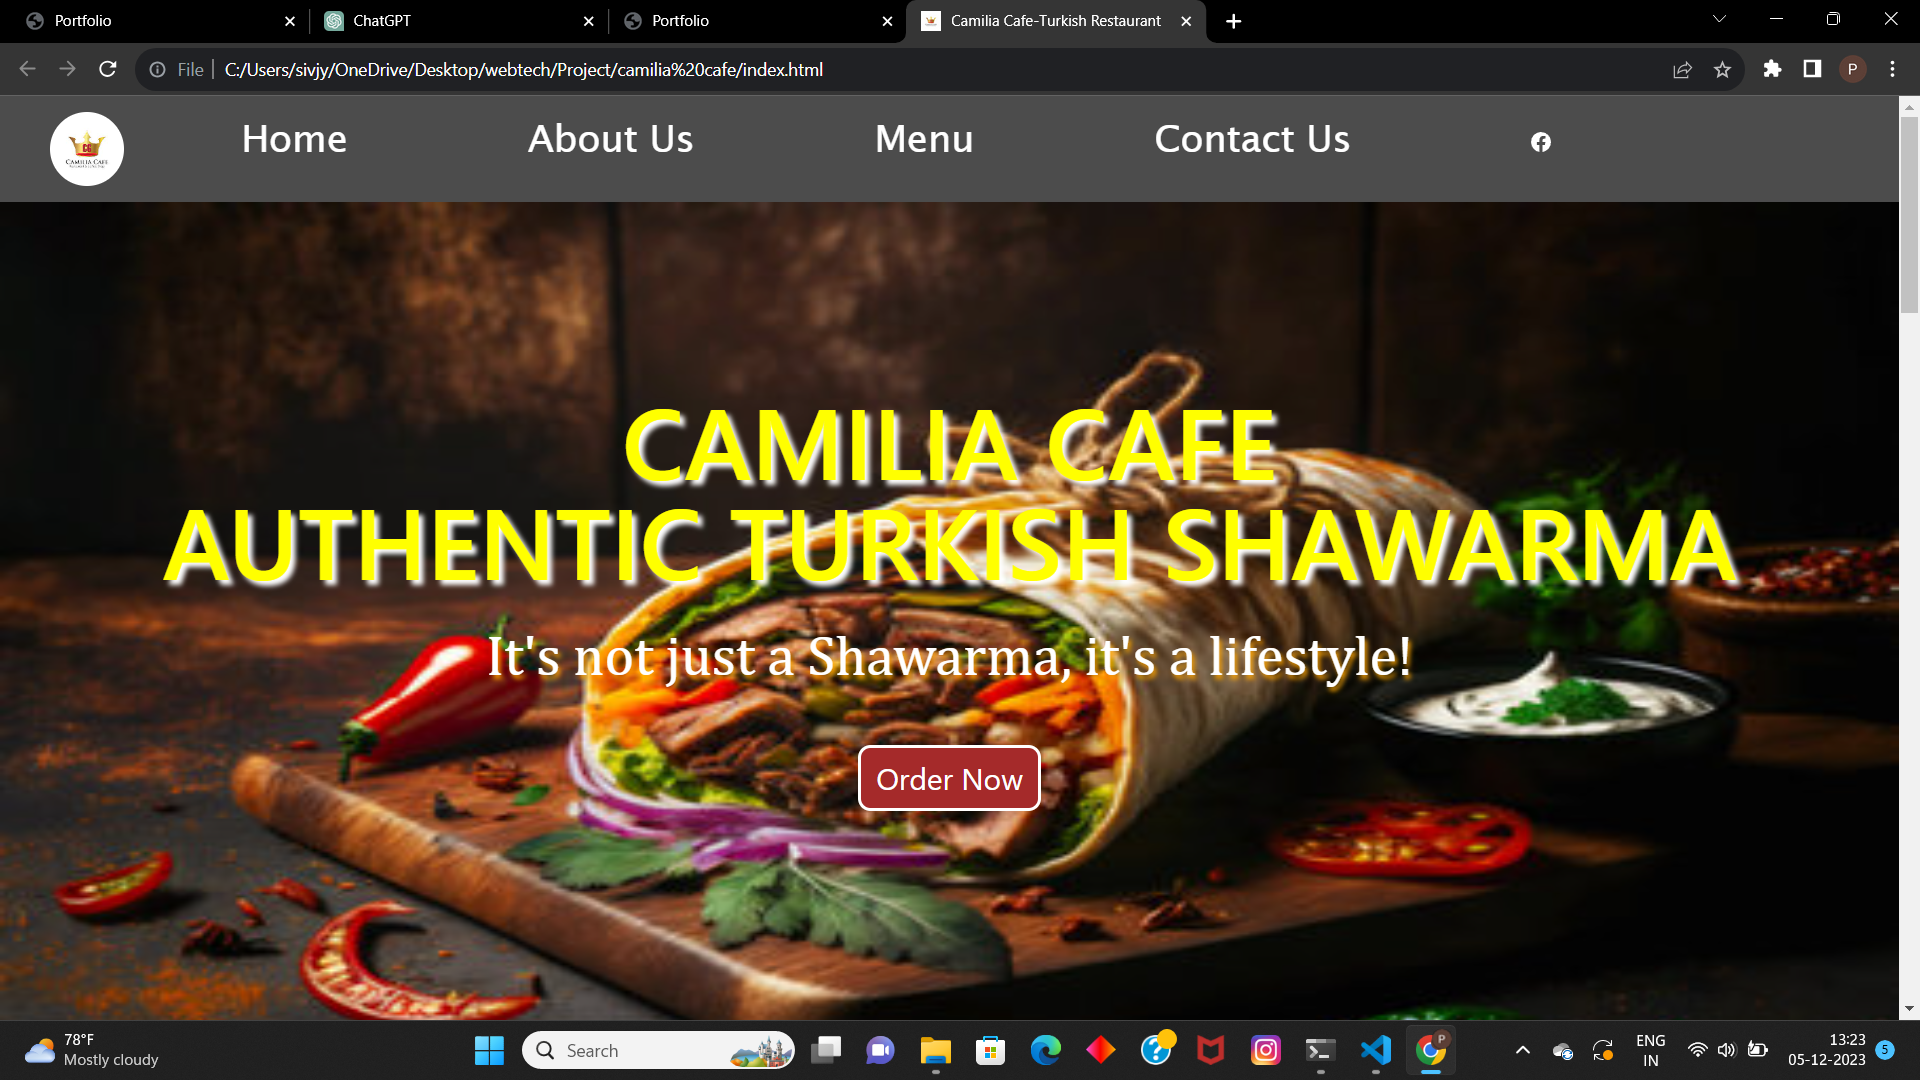 Portfolio
ChatGPT
Portfolio
Camilia Cafe-Turkish Restaurant
File
C:/Users/sivjy/OneDrive/Desktop/webtech/Project/camilia%20cafe/index.html
P
CG
CAMILIA CAFE
Home
About Us
Menu
Contact Us
CAMILIA CAFE
AUTHENTIC TURKISH SHAWARMA
It's not just a Shawarma, it's a lifestyle!
Order Now
78°F
Mostly cloudy
Search
P
ENG
IN
13:23
05-12-2023
5